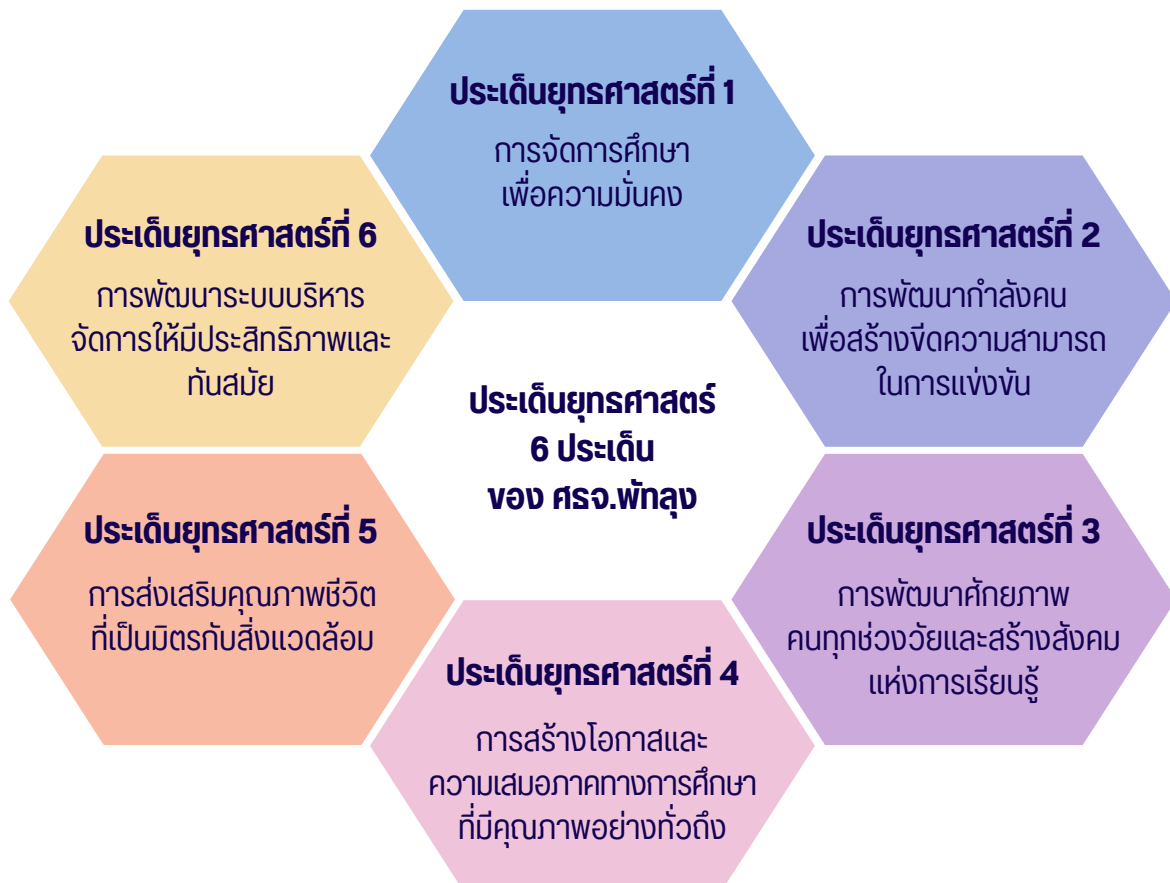 ประเด็นยุทธศาสตร์ที่ 1
การจัดการศึกษา
เพื่อความมั่นคง
ประเด็นยุทธศาสตร์ที่ 2
การพัฒนากำลังคน
เพื่อสร้างขีดความสามารถ
ในการแข่งขัน
ประเด็นยุทธศาสตร์ที่ 3
การพัฒนาศักยภาพ
คนทุกช่วงวัยและสร้างสังคม
แห่งการเรียนรู้
ประเด็นยุทธศาสตร์ที่ 4
การสร้างโอกาสและ
ความเสมอภาคทางการศึกษา
ที่มีคุณภาพอย่างทั่วถึง
ประเด็นยุทธศาสตร์ที่ 5
การส่งเสริมคุณภาพชีวิต
ที่เป็นมิตรกับสิ่งแวดล้อม
ประเด็นยุทธศาสตร์ที่ 6
การพัฒนาระบบบริหาร
จัดการให้มีประสิทธิภาพและ
ทันสมัย
ประเด็นยุทธศาสตร์
6 ประเด็น
ของ ศธจ.พัทลุง